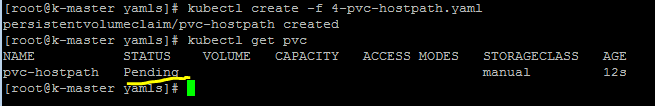 [root@k-master yamls]# kubectl create -f 4-pvc-hostpath.yaml
persistentvolumeclaim/pvc-hostpath created
[root@k-master yamls]# kubectl get pvc
NAME STATUS VOLUME CAPACITY ACCESS MODES STORAGECLASS AGE
pvc-hostpath Pending manual 12s
[root@k-master yamls]#